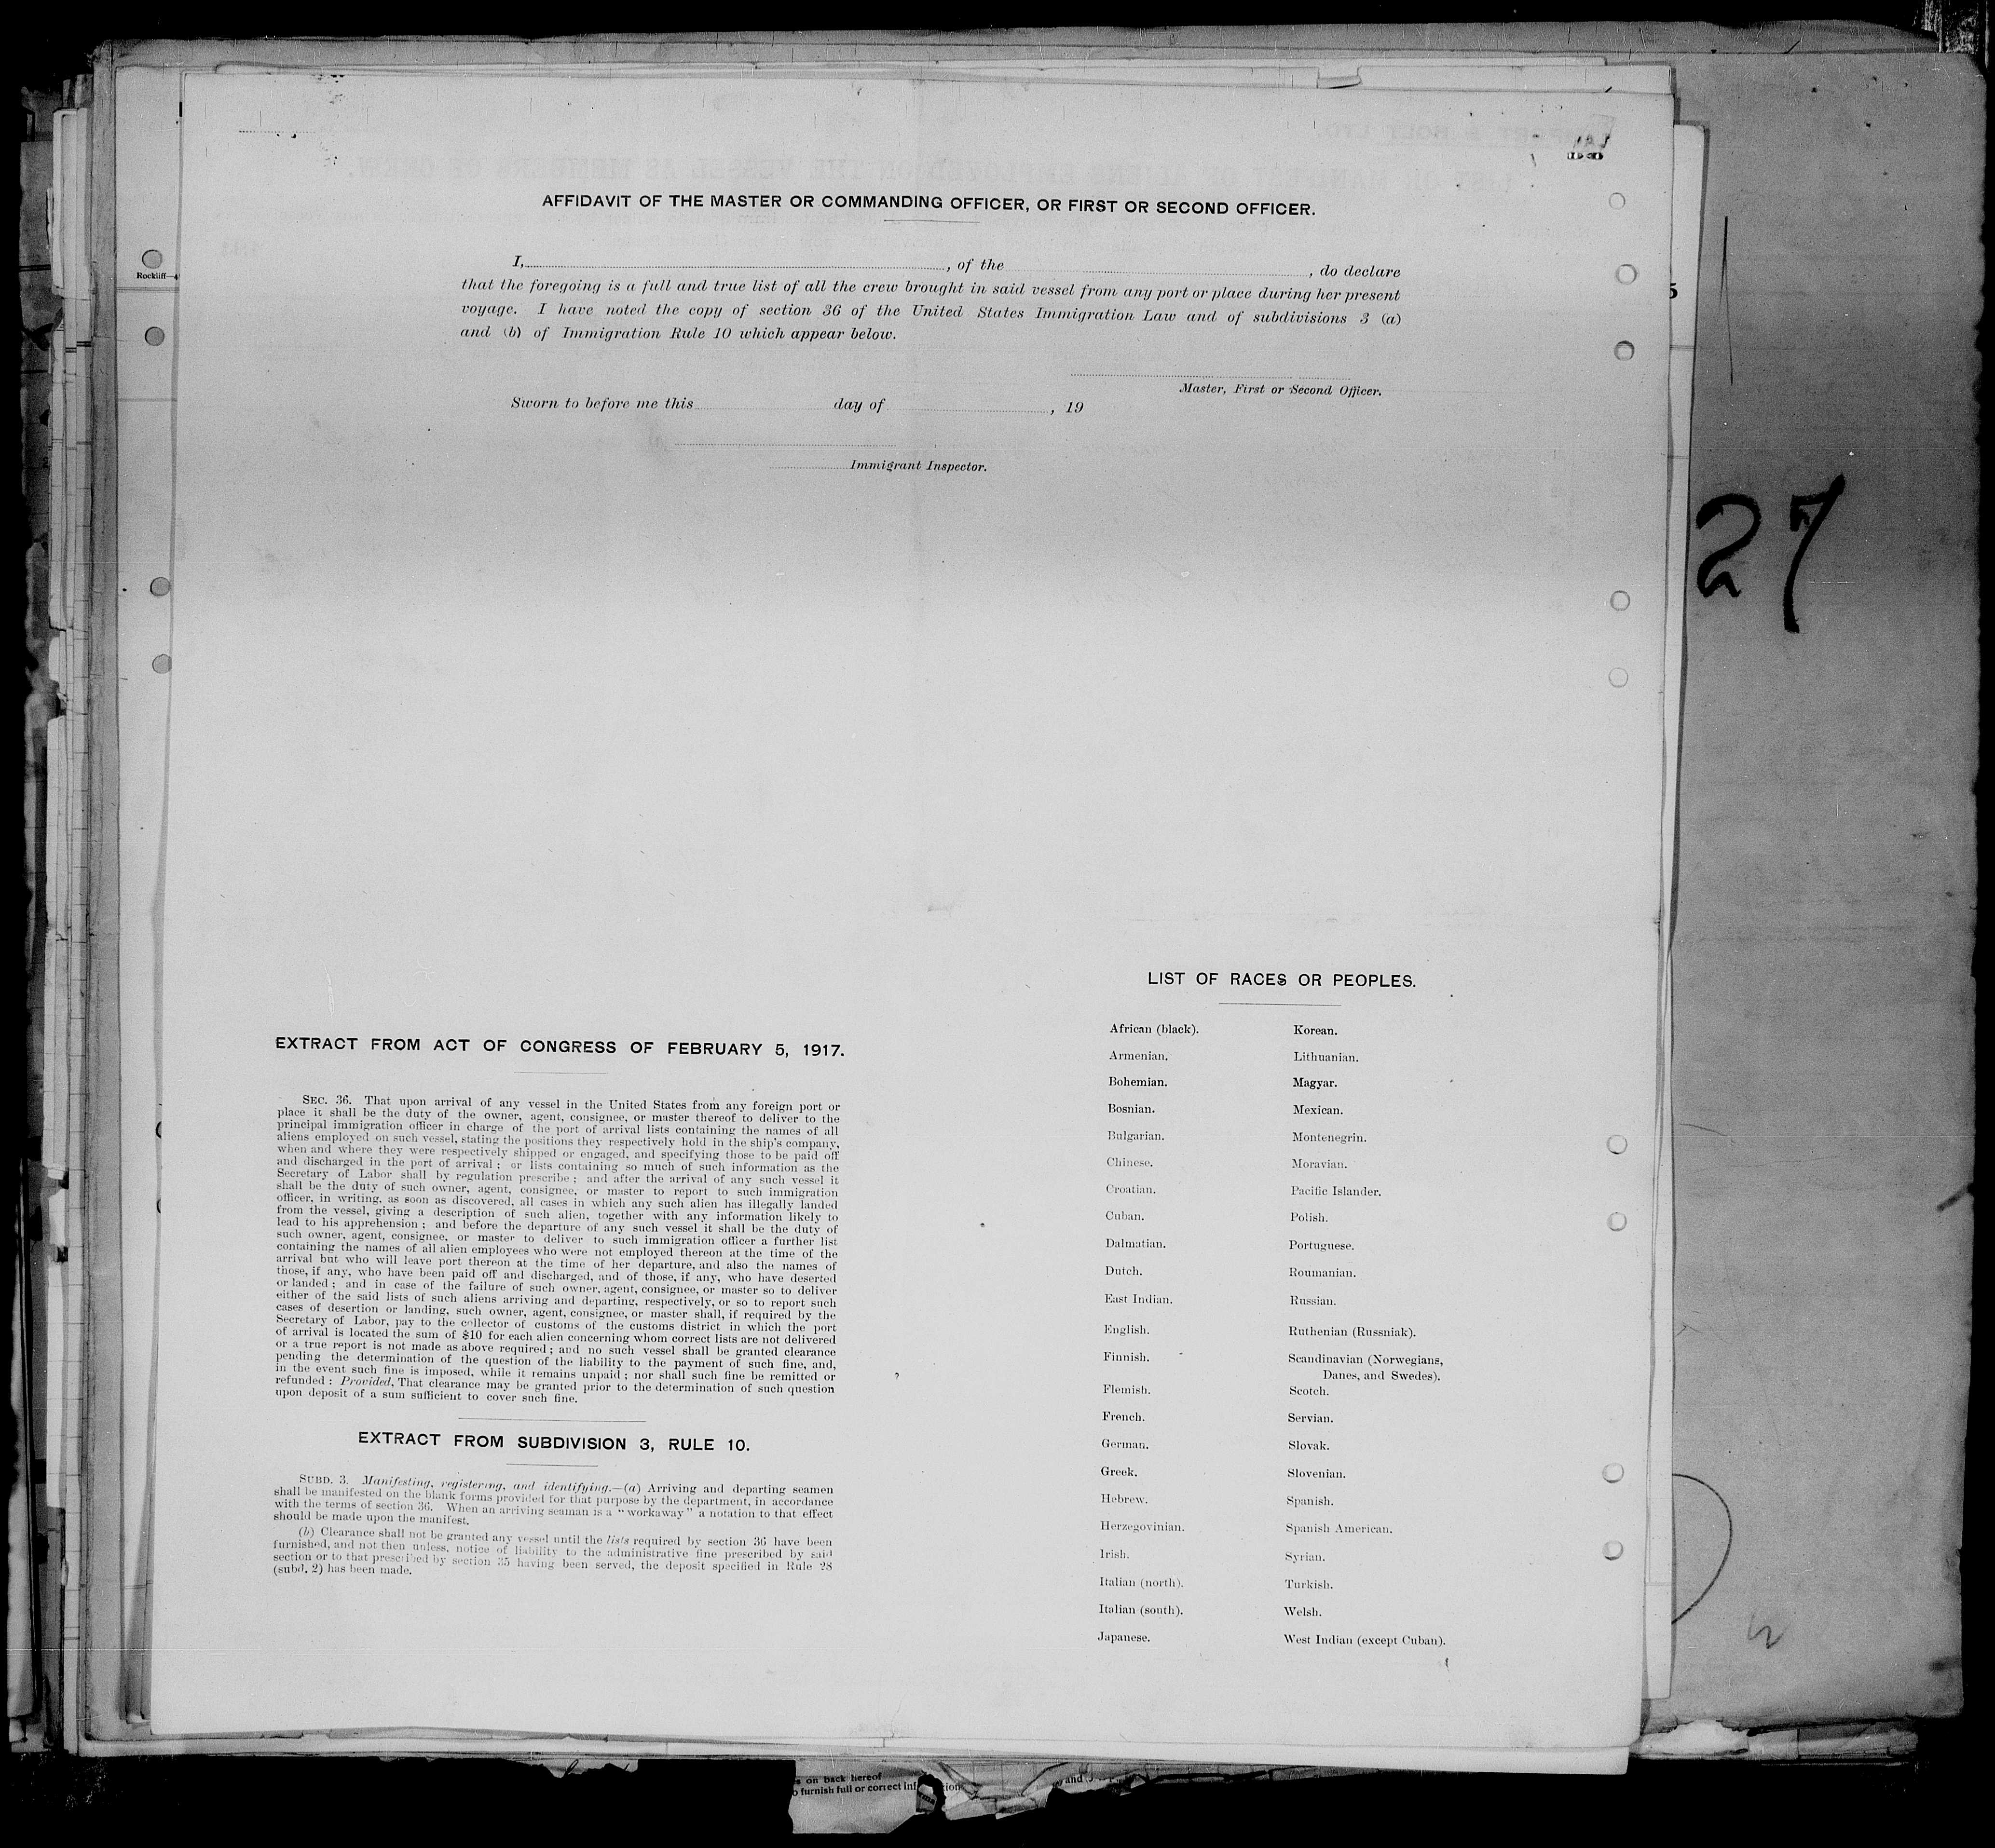 AFFIDAVIT OF THE MASTER OR COMMANDING OFFICER, OR FIRST OR SECOND OFFICER.
I, , of the , do declare
that the foregoing is a full and true list of all the crew brought in said vessel from any port or place during her present
voyage. I have noted the copy of section 36 of the United States Immigration Law and of subdivisions 3 (a)
and (b) of Immigration Rule 10 which appear below.
Master, First or Second Officer.
Sworn to before me this day of , 19
Immigrant Inspector.
Rockliff—4
5
27
EXTRACT FROM ACT OF CONGRESS OF FEBRUARY 5, 1917.
SEC. 36. That upon arrival of any vessel in the United States from any foreign port or
place it shall be the duty of the owner, agent, consignee, or master thereof to deliver to the
principal immigration officer in charge of the port of arrival lists containing the names of all
aliens employed on such vessel, stating the positions they respectively hold in the ship's company,
when and where they were respectively shipped or engaged, and specifying those to be paid off
and discharged in the port of arrival; or lists containing so much of such information as the
Secretary of Labor shall by regulation prescribe; and after the arrival of any such vessel it
shall be the duty of such owner, agent, consignee, or master to report to such immigration
officer, in writing, as soon as discovered, all cases in which any such alien has illegally landed
from the vessel, giving a description of such alien, together with any information likely to
lead to his apprehension; and before the departure of any such vessel it shall be the duty of
such owner, agent, consignee, or master to deliver to such immigration officer a further list
containing the names of all alien employees who were not employed thereon at the time of the
arrival but who will leave port thereon at the time of her departure, and also the names of
those, if any, who have been paid off and discharged, and of those, if any, who have deserted
or landed; and in case of the failure of such owner, agent, consignee, or master so to deliver
either of the said lists of such aliens arriving and departing, respectively, or so to report such
cases of desertion or landing, such owner, agent, consignee, or master shall, if required by the
Secretary of Labor, pay to the collector of customs of the customs district in which the port
of arrival is located the sum of $10 for each alien concerning whom correct lists are not delivered
or a true report is not made as above required; and no such vessel shall be granted clearance
pending the determination of the question of the liability to the payment of such fine, and,
in the event such fine is imposed, while it remains unpaid; nor shall such fine be remitted or
refunded: Provided, That clearance may be granted prior to the determination of such question
upon deposit of a sum sufficient to cover such fine.
EXTRACT FROM SUBDIVISION 3, RULE 10.
SUBD. 3. Manifesting, registering, and identifying.—(a) Arriving and departing seamen
shall be manifested on the blank forms provided for that purpose by the department, in accordance
with the terms of section 36. When an arriving seaman is a "workaway" a notation to that effect
should be made upon the manifest.
(b) Clearance shall not be granted any vessel until the lists required by section 36 have been
furnished, and not then unless, notice of liability to the administrative fine prescribed by said
section or to that prescribed by section 35 having been served, the deposit specified in Rule 28
(subd. 2) has been made.
LIST OF RACES OR PEOPLES.
African (black). Korean.
Armenian. Lithuanian.
Bohemian. Magyar.
Bosnian. Mexican.
Bulgarian. Montenegrin.
Chinese. Moravian.
Croatian. Pacific Islander.
Cuban. Polish.
Dalmatian. Portuguese.
Dutch. Roumanian.
East Indian. Russian.
English. Ruthenian (Russniak).
Finnish. Scandinavian (Norwegians,
Danes, and Swedes).
Flemish. Scotch.
French. Servian.
German. Slovak.
Greek. Slovenian.
Hebrew. Spanish.
Herzegovinian. Spanish American.
Irish. Syrian.
Italian (north). Turkish.
Italian (south). Welsh.
Japanese. West Indian (except Cuban).
on back hereof
furnish full or correct
and